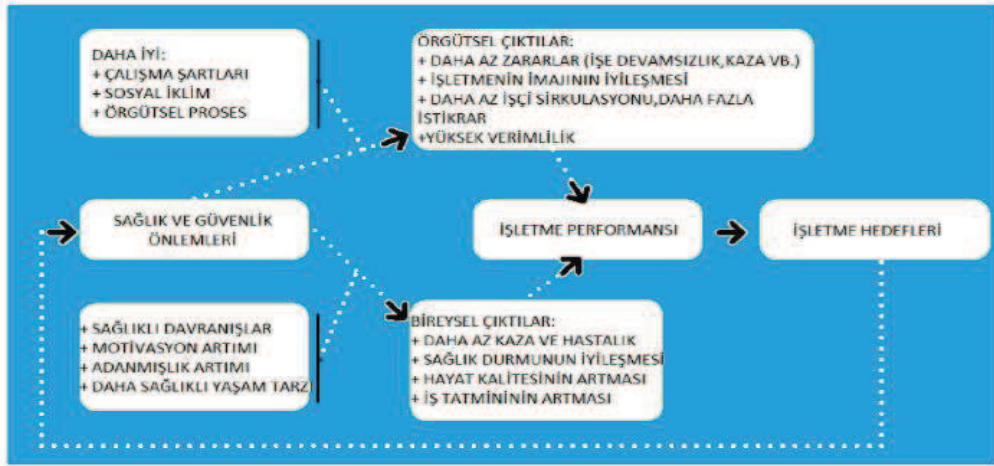 DAHA İYİ:
+ ÇALIŞMA ŞARTLARI
+ SOSYAL İKLİM
+ ÖRGÜTSEL PROSES
ÖRGÜTSEL ÇIKTILAR:
+ DAHA AZ ZARARLAR (İŞE DEVAMSIZLIK,KAZA VB.)
+ İŞLETMENİN İMAJININ İYİLEŞMESİ
+ DAHA AZ İŞÇİ SİRKULASYONU,DAHA FAZLA
İSTİKRAR
+YÜKSEK VERİMLİLİK
SAĞLIK VE GÜVENLİK
ÖNLEMLERİ
İŞLETME PERFORMANSI
İŞLETME HEDEFLERİ
+ SAĞLIKLI DAVRANIŞLAR
+ MOTİVASYON ARTIMI
+ ADANMIŞLIK ARTIMI
+ DAHA SAĞLIKLI YAŞAM TARZI
BİREYSEL ÇIKTILAR:
+ DAHA AZ KAZA VE HASTALIK
+ SAĞLIK DURMUNUN İYİLEŞMESİ
+ HAYAT KALİTESİNİN ARTMASI
+ İŞ TATMİNİNİN ARTMASI